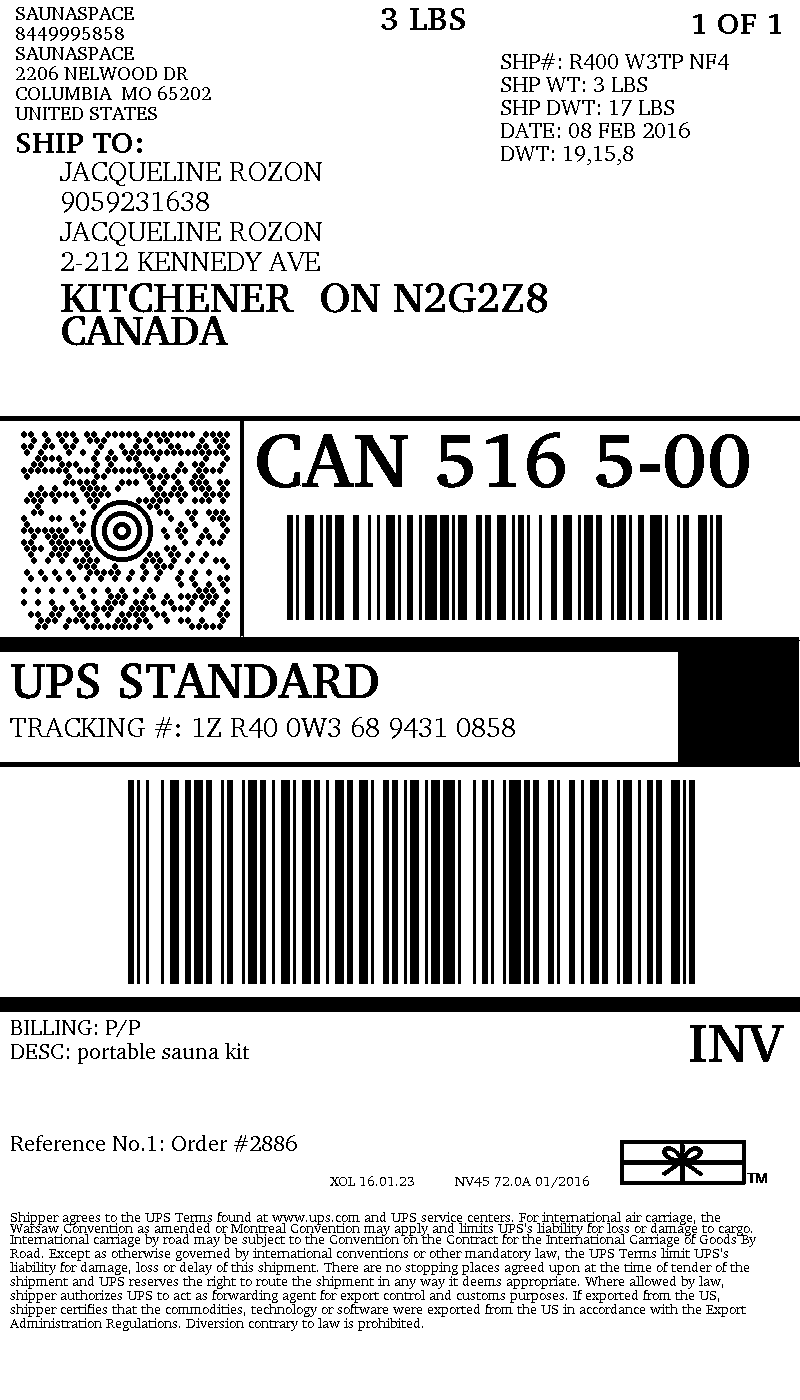 SAUNASPACE
8449995858
SAUNASPACE
2206 NELWOOD DR
COLUMBIA  MO 65202
UNITED STATES
3 LBS
1 OF 1
SHP#: R400 W3TP NF4
SHP WT: 3 LBS
SHP DWT: 17 LBS
DATE: 08 FEB 2016
DWT: 19,15,8
SHIP TO:
JACQUELINE ROZON
9059231638
JACQUELINE ROZON
2-212 KENNEDY AVE
KITCHENER  ON N2G2Z8
CANADA
CAN 516 5-00
UPS STANDARD
TRACKING #: 1Z R40 0W3 68 9431 0858
BILLING: P/P
DESC: portable sauna kit
INV
Reference No.1: Order #2886
XOL 16.01.23 NV45 72.0A 01/2016
TM
Shipper agrees to the UPS Terms found at www.ups.com and UPS service centers. For international air carriage, the
Warsaw Convention as amended or Montreal Convention may apply and limits UPS's liability for loss or damage to cargo.
International carriage by road may be subject to the Convention on the Contract for the International Carriage of Goods By
Road. Except as otherwise governed by international conventions or other mandatory law, the UPS Terms limit UPS's
liability for damage, loss or delay of this shipment. There are no stopping places agreed upon at the time of tender of the
shipment and UPS reserves the right to route the shipment in any way it deems appropriate. Where allowed by law,
shipper authorizes UPS to act as forwarding agent for export control and customs purposes. If exported from the US,
shipper certifies that the commodities, technology or software were exported from the US in accordance with the Export
Administration Regulations. Diversion contrary to law is prohibited.